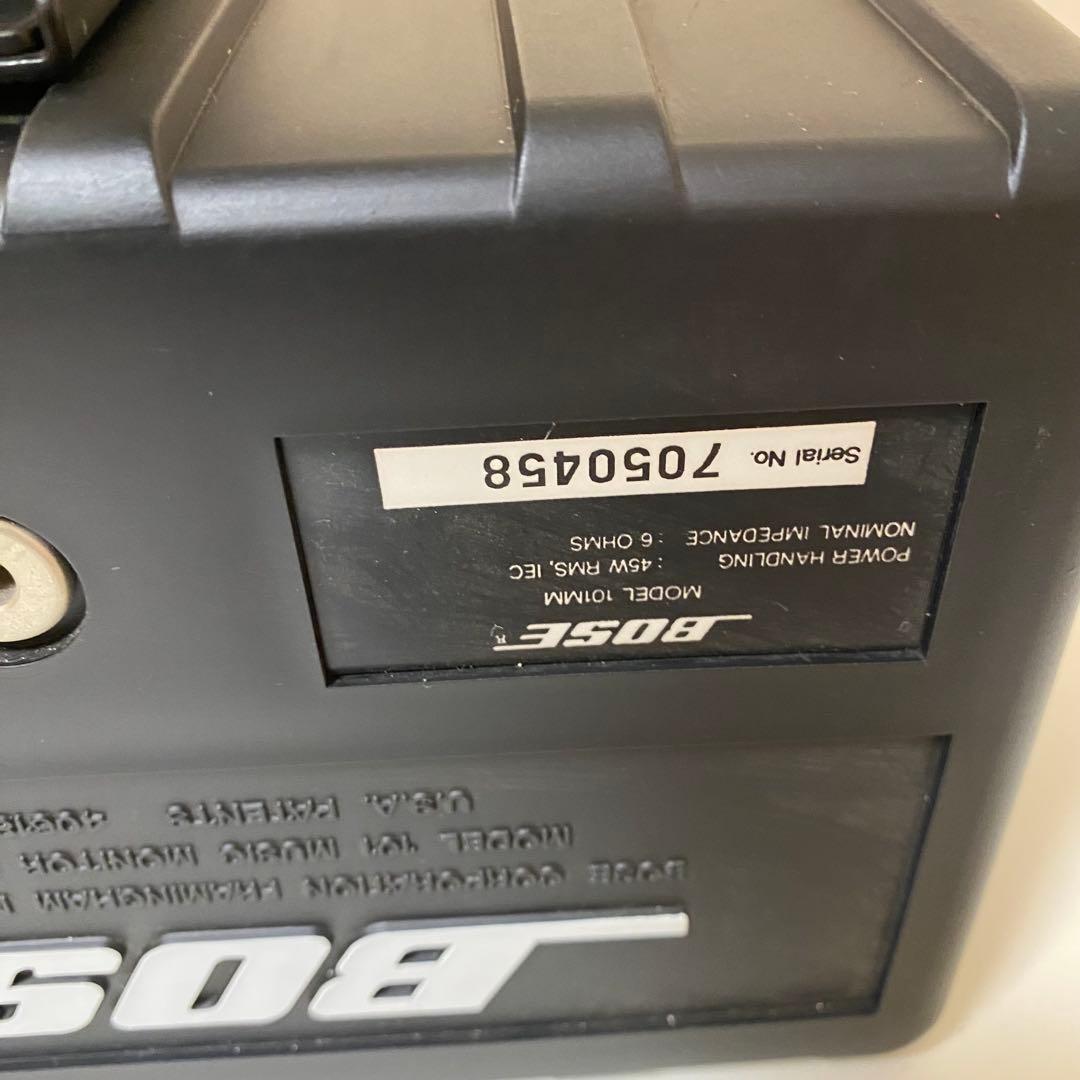 BOSE
BOSE CORPORATION FRAMINGHAM
MODEL 101 MUSIC MONITOR
U.S.A. PATENTS
BOSE ®
MODEL 101MM
POWER HANDLING : 45W RMS, IEC
NOMINAL IMPEDANCE : 6 OHMS
Serial No. 7050458